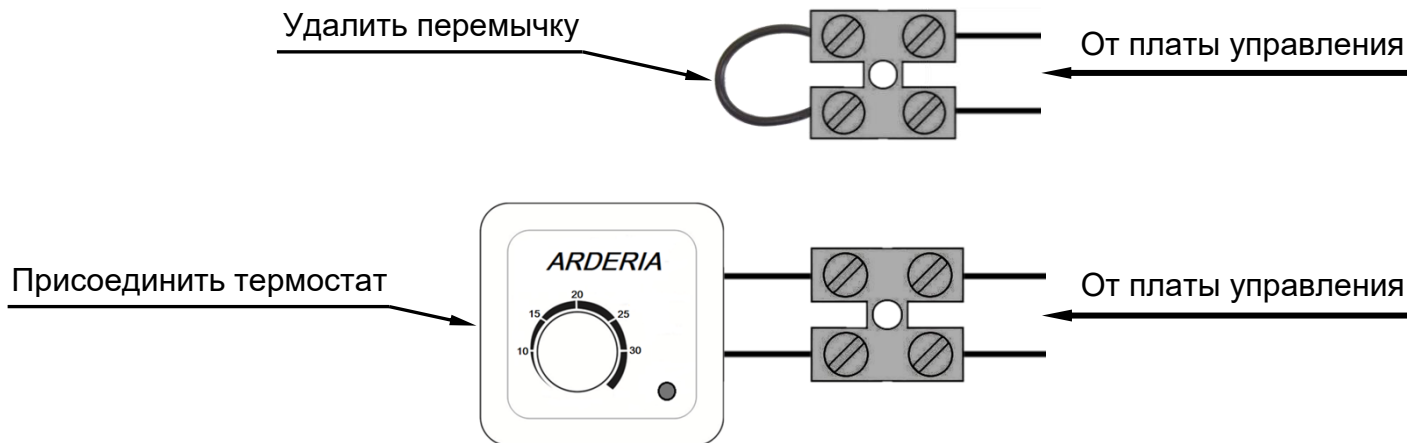 Удалить перемычку
От платы управления
Присоединить термостат
ARDERIA
10
15
20
25
30
От платы управления